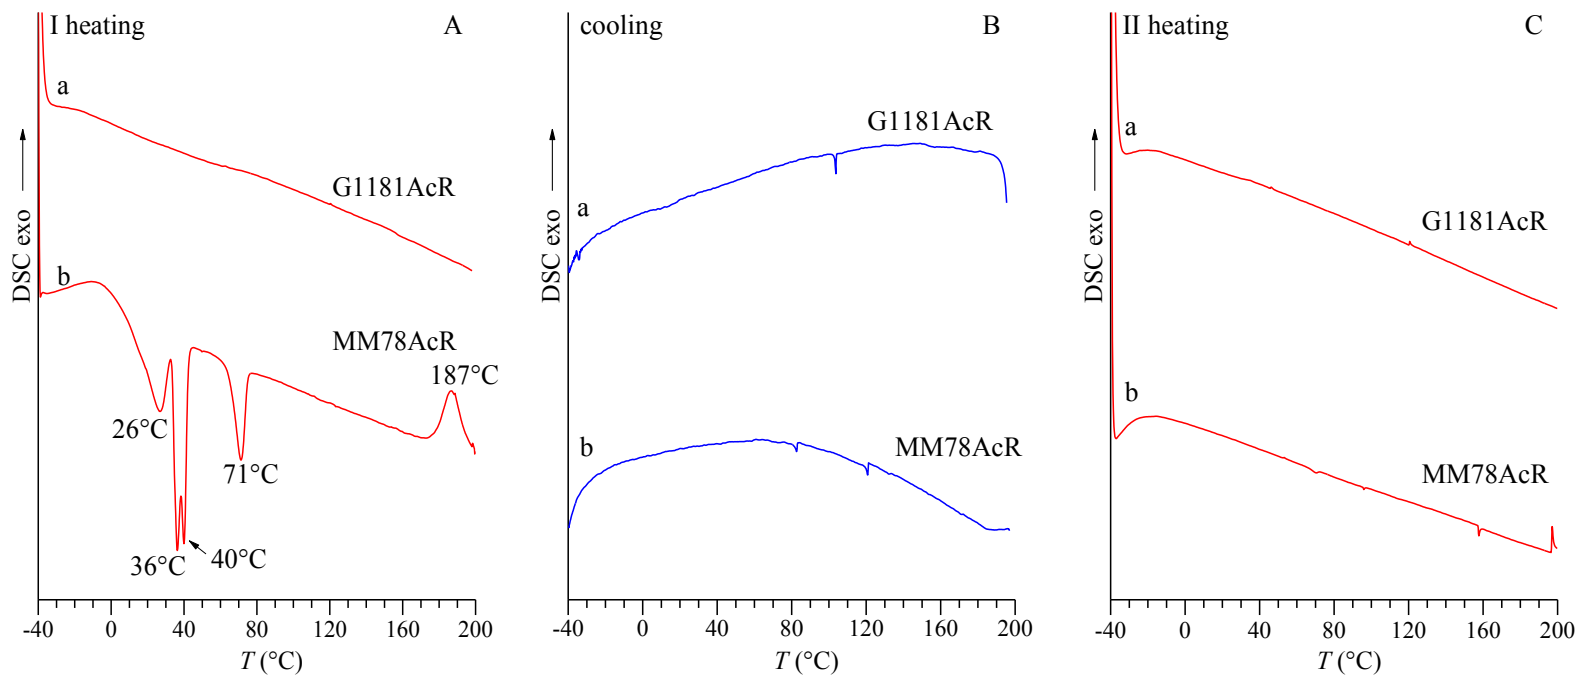 I heating
A
a
G1181AcR
DSC exo
b
MM78AcR
187°C
26°C
71°C
36°C
40°C
-40 0 40 80 120 160 200
T (°C)
cooling
B
G1181AcR
a
DSC exo
b
MM78AcR
-40 0 40 80 120 160 200
T (°C)
II heating
C
a
G1181AcR
DSC exo
b
MM78AcR
-40 0 40 80 120 160 200
T (°C)